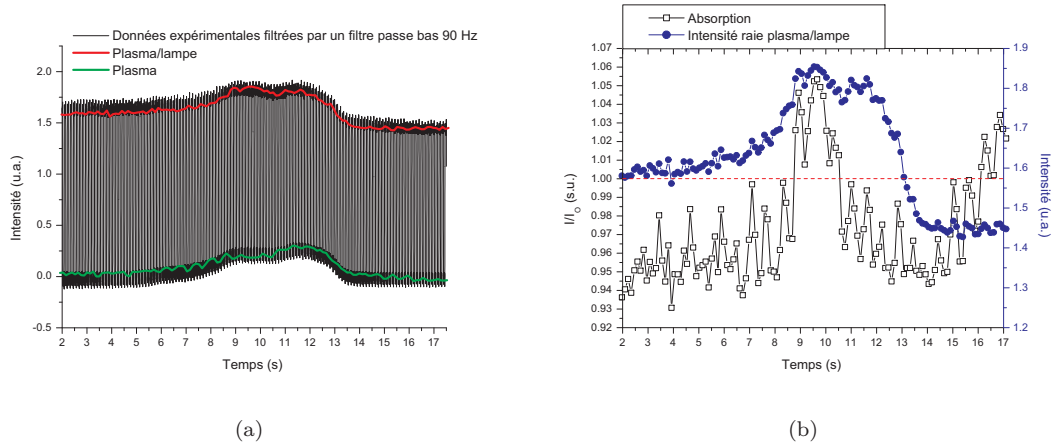 Données expérimentales filtrées par un filtre passe bas 90 Hz
Plasma/lampe
Plasma
2.0
1.5
1.0
0.5
0.0
-0.5
Intensité (u.a.)
2 3 4 5 6 7 8 9 10 11 12 13 14 15 16 17
Temps (s)
(a)
Absorption
Intensité raie plasma/lampe
1.07
1.06
1.05
1.04
1.03
1.02
1.01
1.00
0.99
0.98
0.97
0.96
0.95
0.94
0.93
0.92
I/I₀ (s.u.)
1.9
1.8
1.7
1.6
1.5
1.4
1.3
1.2
Intensité (u.a.)
2 3 4 5 6 7 8 9 10 11 12 13 14 15 16 17
Temps (s)
(b)